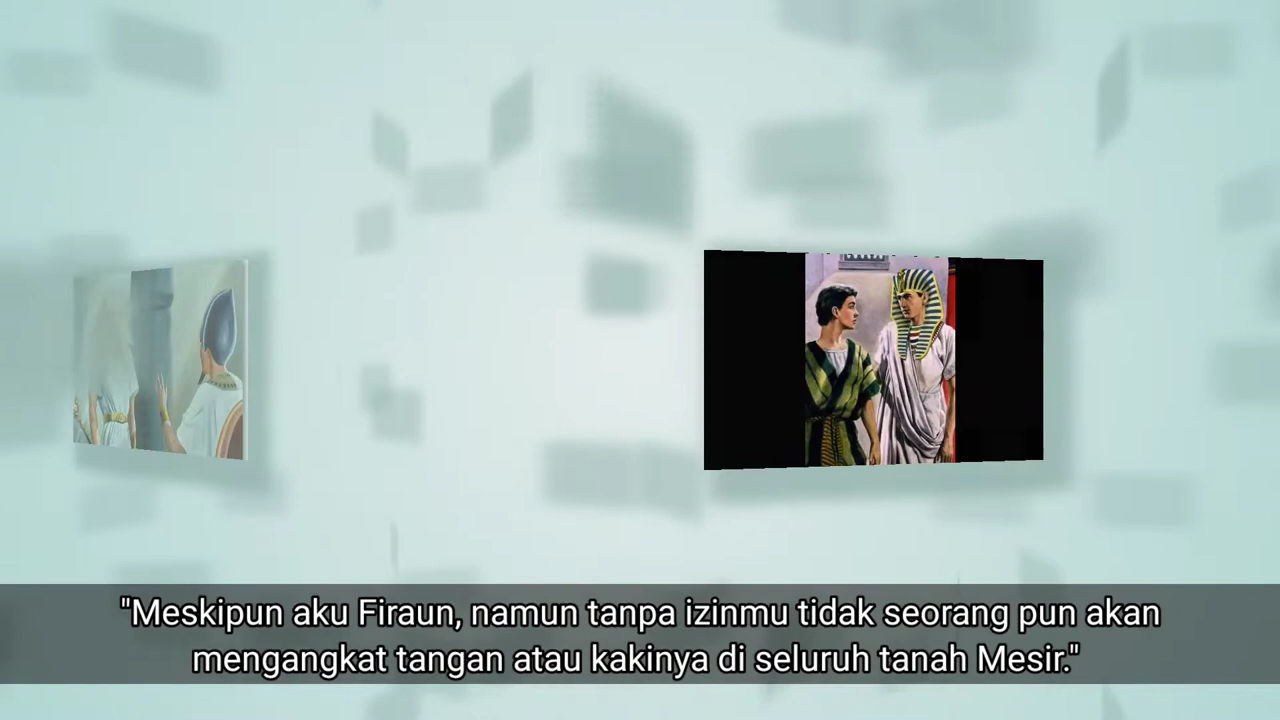 "Meskipun aku Firaun, namun tanpa izinmu tidak seorang pun akan
mengangkat tangan atau kakinya di seluruh tanah Mesir."